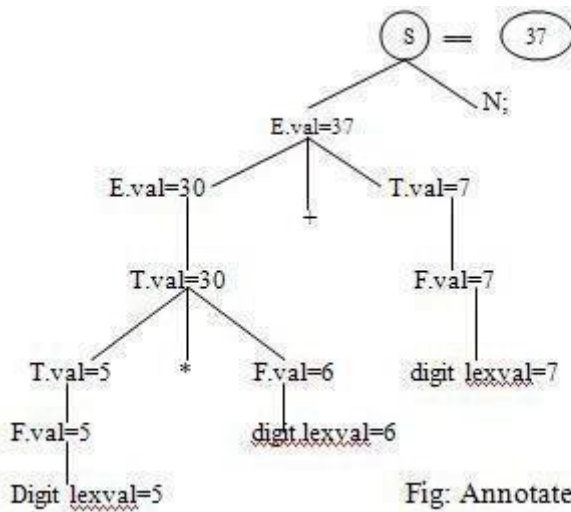 S = 37
N;
E.val=37
E.val=30 + T.val=7
T.val=30 F.val=7
T.val=5 * F.val=6 digit lexval=7
F.val=5 digit.lexval=6
Digit lexval=5 Fig: Annotate